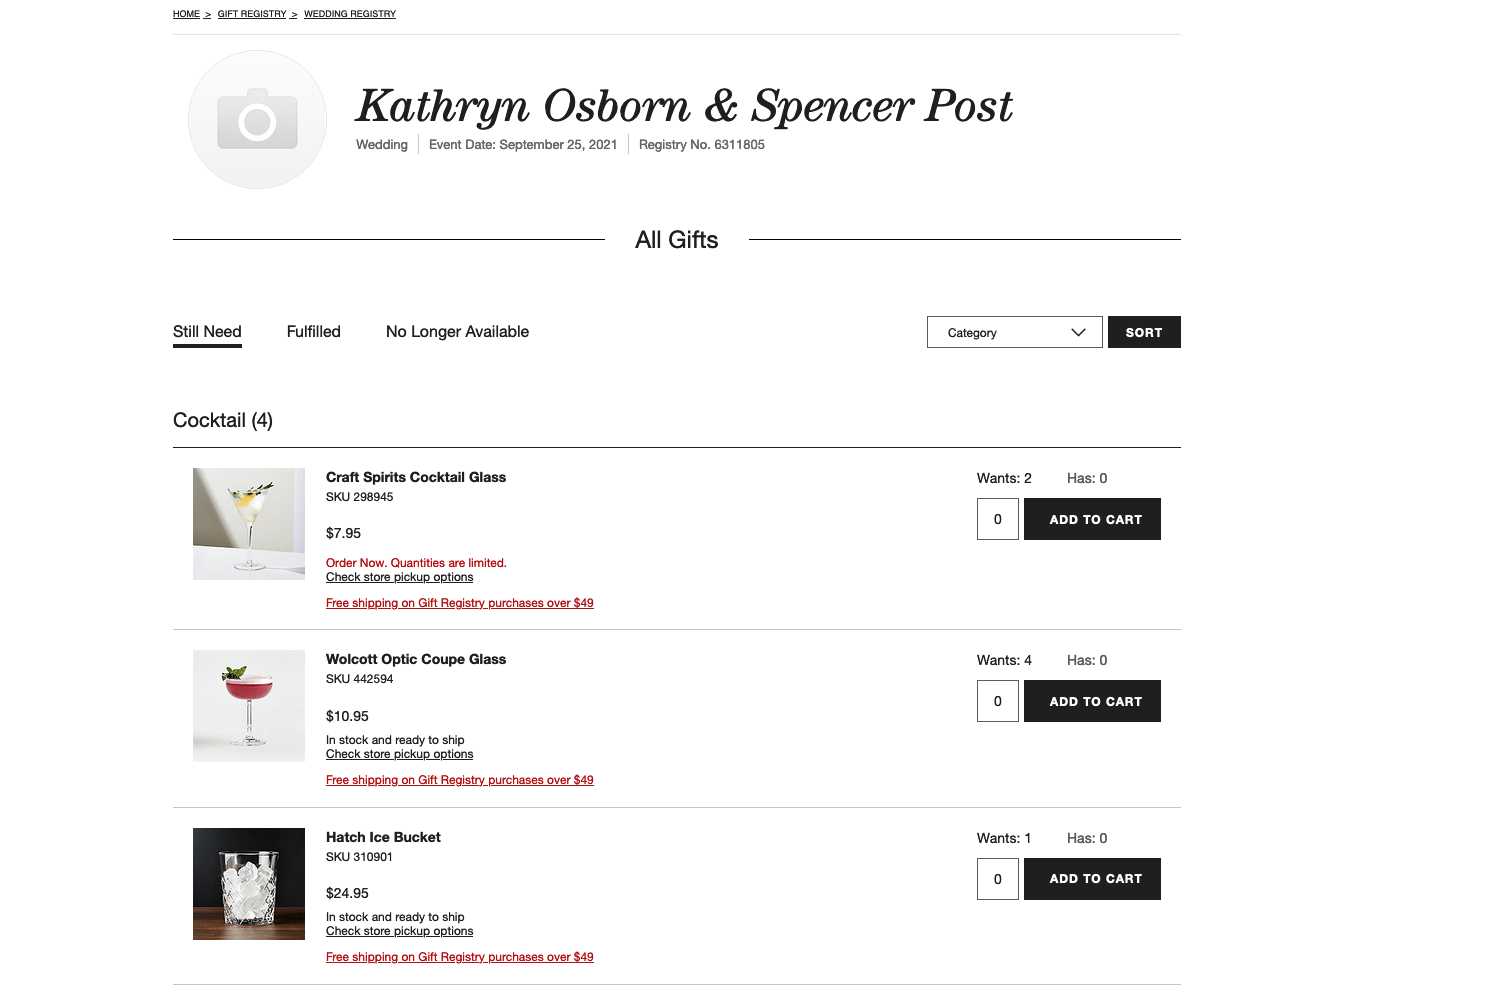 HOME > GIFT REGISTRY > WEDDING REGISTRY
Kathryn Osborn & Spencer Post
Wedding Event Date: September 25, 2021 Registry No. 6311805
All Gifts
Still Need Fulfilled No Longer Available Category SORT
Cocktail (4)
Craft Spirits Cocktail Glass Wants: 2 Has: 0
SKU 298945
0 ADD TO CART
$7.95
Order Now. Quantities are limited.
Check store pickup options
Free shipping on Gift Registry purchases over $49
Wolcott Optic Coupe Glass Wants: 4 Has: 0
SKU 442594
0 ADD TO CART
$10.95
In stock and ready to ship
Check store pickup options
Free shipping on Gift Registry purchases over $49
Hatch Ice Bucket Wants: 1 Has: 0
SKU 310901
0 ADD TO CART
$24.95
In stock and ready to ship
Check store pickup options
Free shipping on Gift Registry purchases over $49